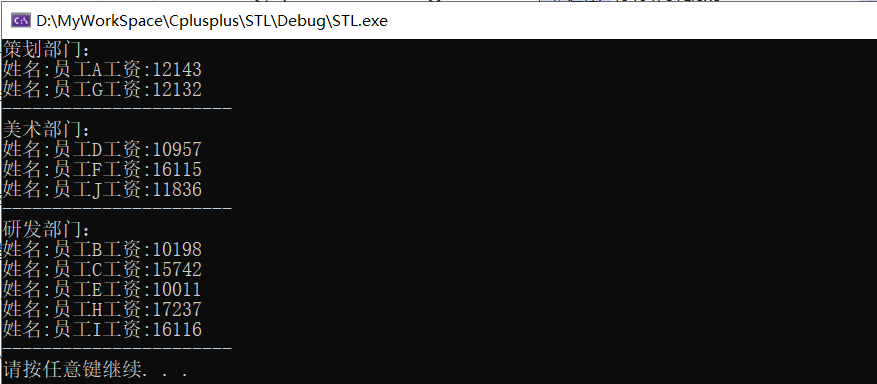 D:\MyWorkSpace\Cplusplus\STL\Debug\STL.exe
策划部门:
姓名:员工A工资:12143
姓名:员工G工资:12132
-----------------------
美术部门:
姓名:员工D工资:10957
姓名:员工F工资:16115
姓名:员工J工资:11836
-----------------------
研发部门:
姓名:员工B工资:10198
姓名:员工C工资:15742
姓名:员工E工资:10011
姓名:员工H工资:17237
姓名:员工I工资:16116
-----------------------
请按任意键继续. . .